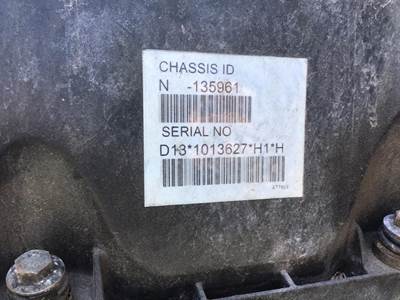 CHASSIS ID
N -135961
SERIAL NO
D13*1013627*H1*H